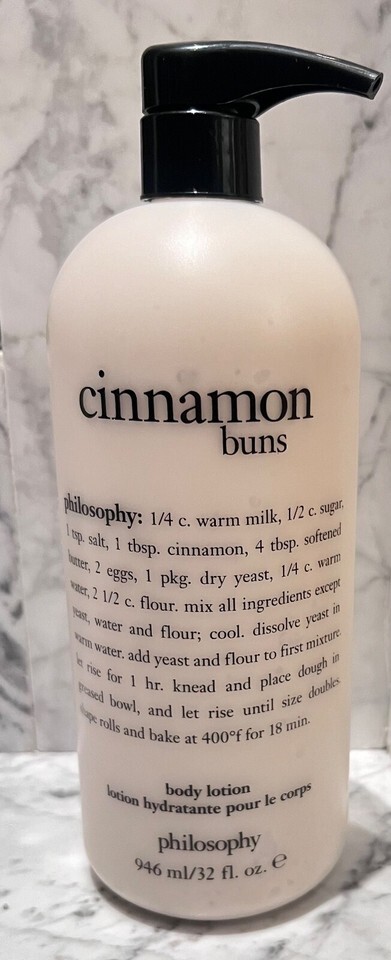 cinnamon
buns
philosophy: 1/4 c. warm milk, 1/2 c. sugar,
1 tsp. salt, 1 tbsp. cinnamon, 4 tbsp. softened
butter, 2 eggs, 1 pkg. dry yeast, 1/4 c. warm
water, 2 1/2 c. flour. mix all ingredients except
yeast, water and flour; cool. dissolve yeast in
warm water. add yeast and flour to first mixture.
let rise for 1 hr. knead and place dough in
greased bowl, and let rise until size doubles.
shape rolls and bake at 400°f for 18 min.
body lotion
lotion hydratante pour le corps
philosophy
946 ml/32 fl. oz. ℮